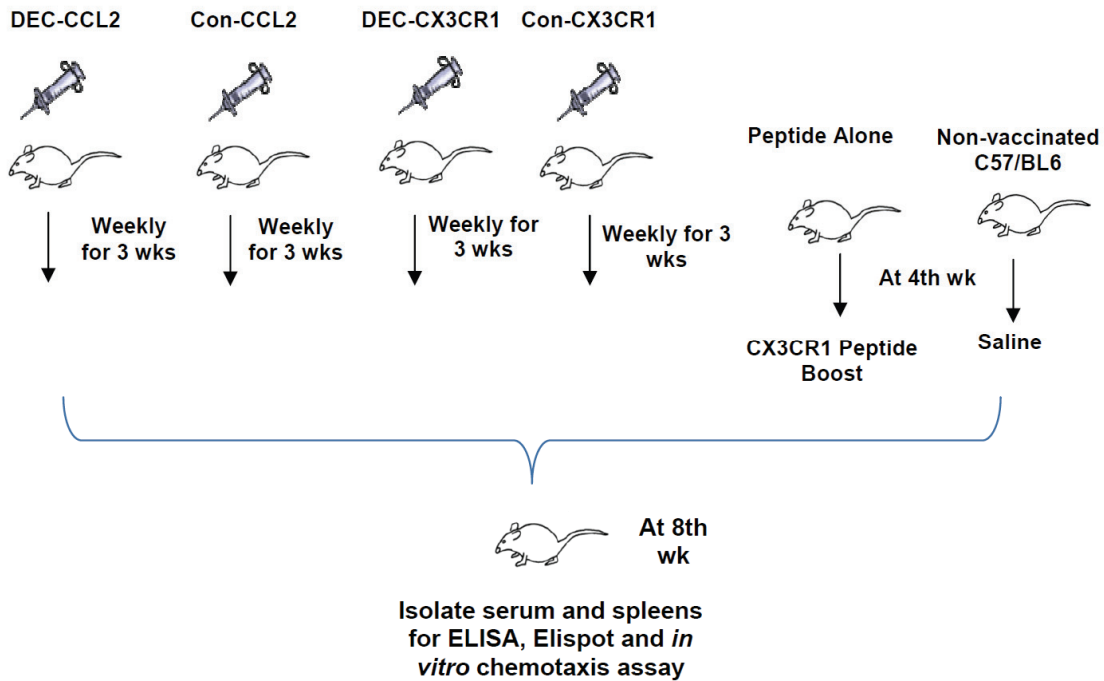 DEC-CCL2
Con-CCL2
DEC-CX3CR1
Con-CX3CR1
Peptide Alone
Non-vaccinated
C57/BL6
Weekly
for 3 wks
Weekly
for 3 wks
Weekly for
3 wks
Weekly for 3
wks
At 4th wk
CX3CR1 Peptide
Boost
Saline
At 8th
wk
Isolate serum and spleens
for ELISA, Elispot and in
vitro chemotaxis assay